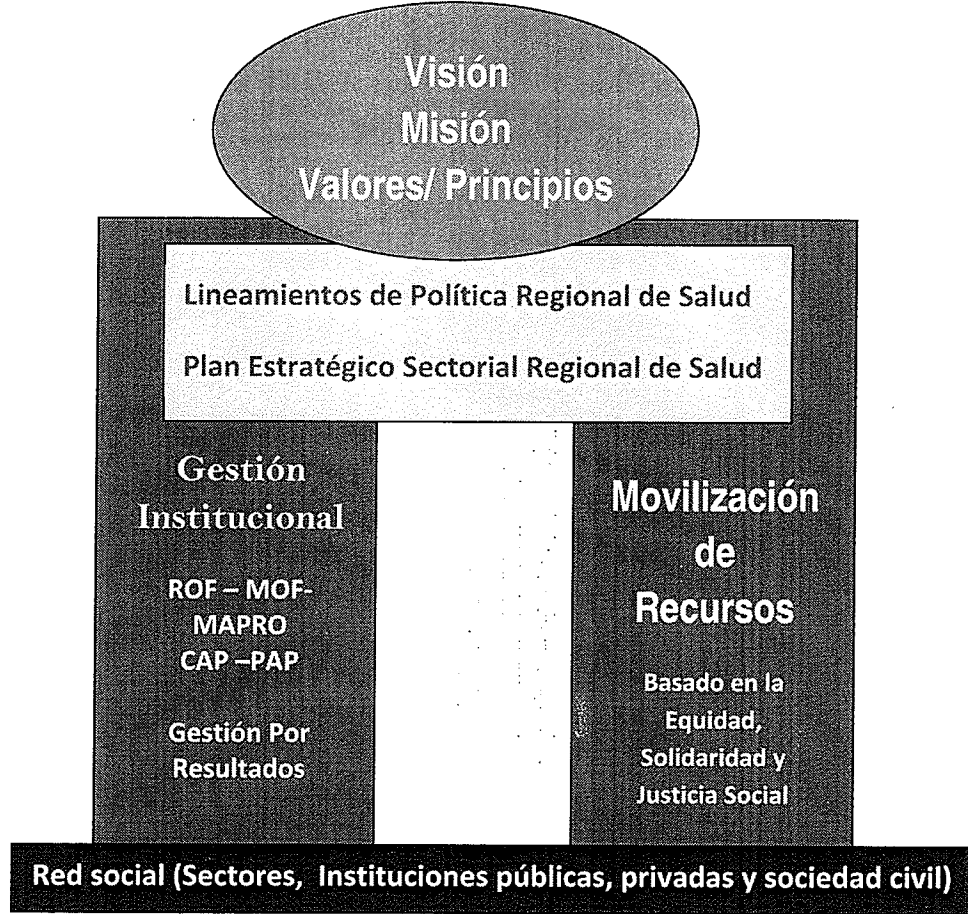 Visión
Misión
Valores/ Principios
Lineamientos de Política Regional de Salud
Plan Estratégico Sectorial Regional de Salud
Gestión
Institucional
ROF – MOF-
MAPRO
CAP –PAP
Gestión Por
Resultados
Movilización
de
Recursos
Basado en la
Equidad,
Solidaridad y
Justicia Social
Red social (Sectores, Instituciones públicas, privadas y sociedad civil)